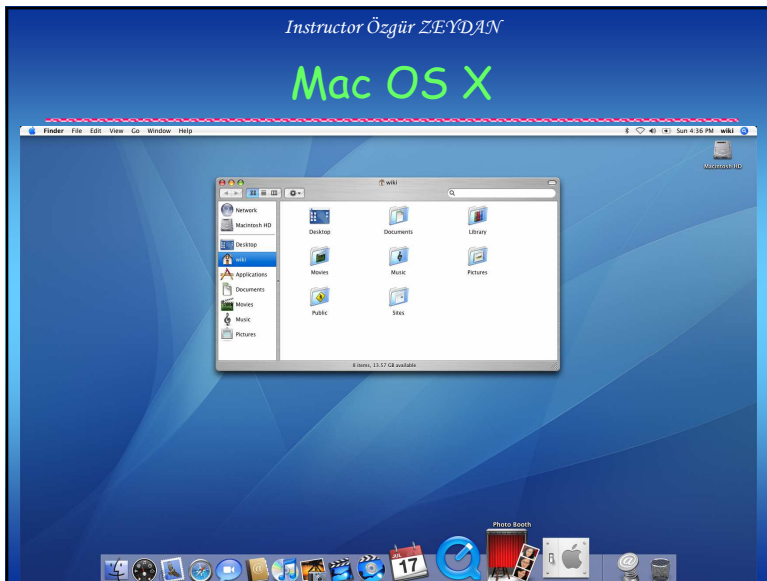 Instructor Özgür ZEYDAN
Mac OS X
Finder File Edit View Go Window Help
Sun 4:36 PM wiki
Macintosh HD
wiki
Network
Macintosh HD
Desktop
wiki
Applications
Documents
Movies
Music
Pictures
Desktop Documents Library
Movies Music Pictures
Public Sites
8 items, 13.57 GB available
Photo Booth
JUL
17